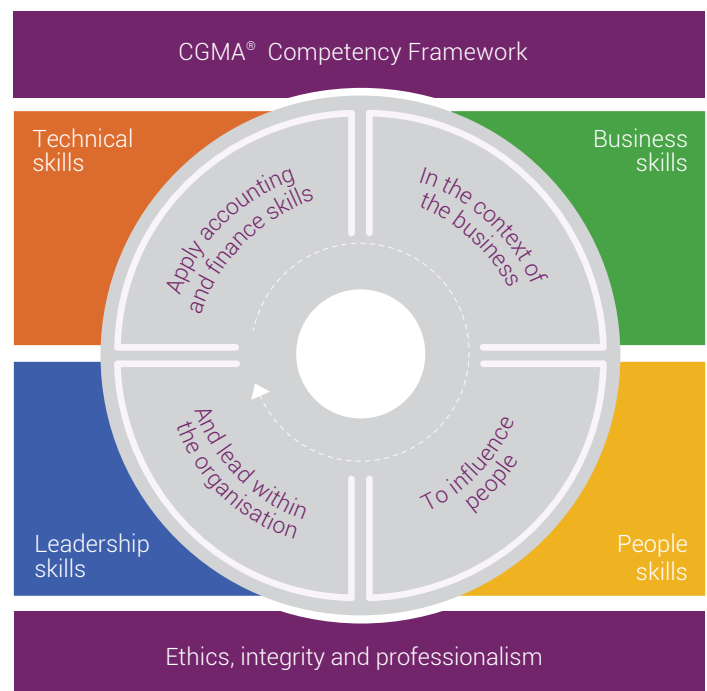 CGMA® Competency Framework
Technical
skills
Business
skills
Apply accounting
and finance skills
In the context of
the business
And lead within
the organisation
To influence
people
Leadership
skills
People
skills
Ethics, integrity and professionalism